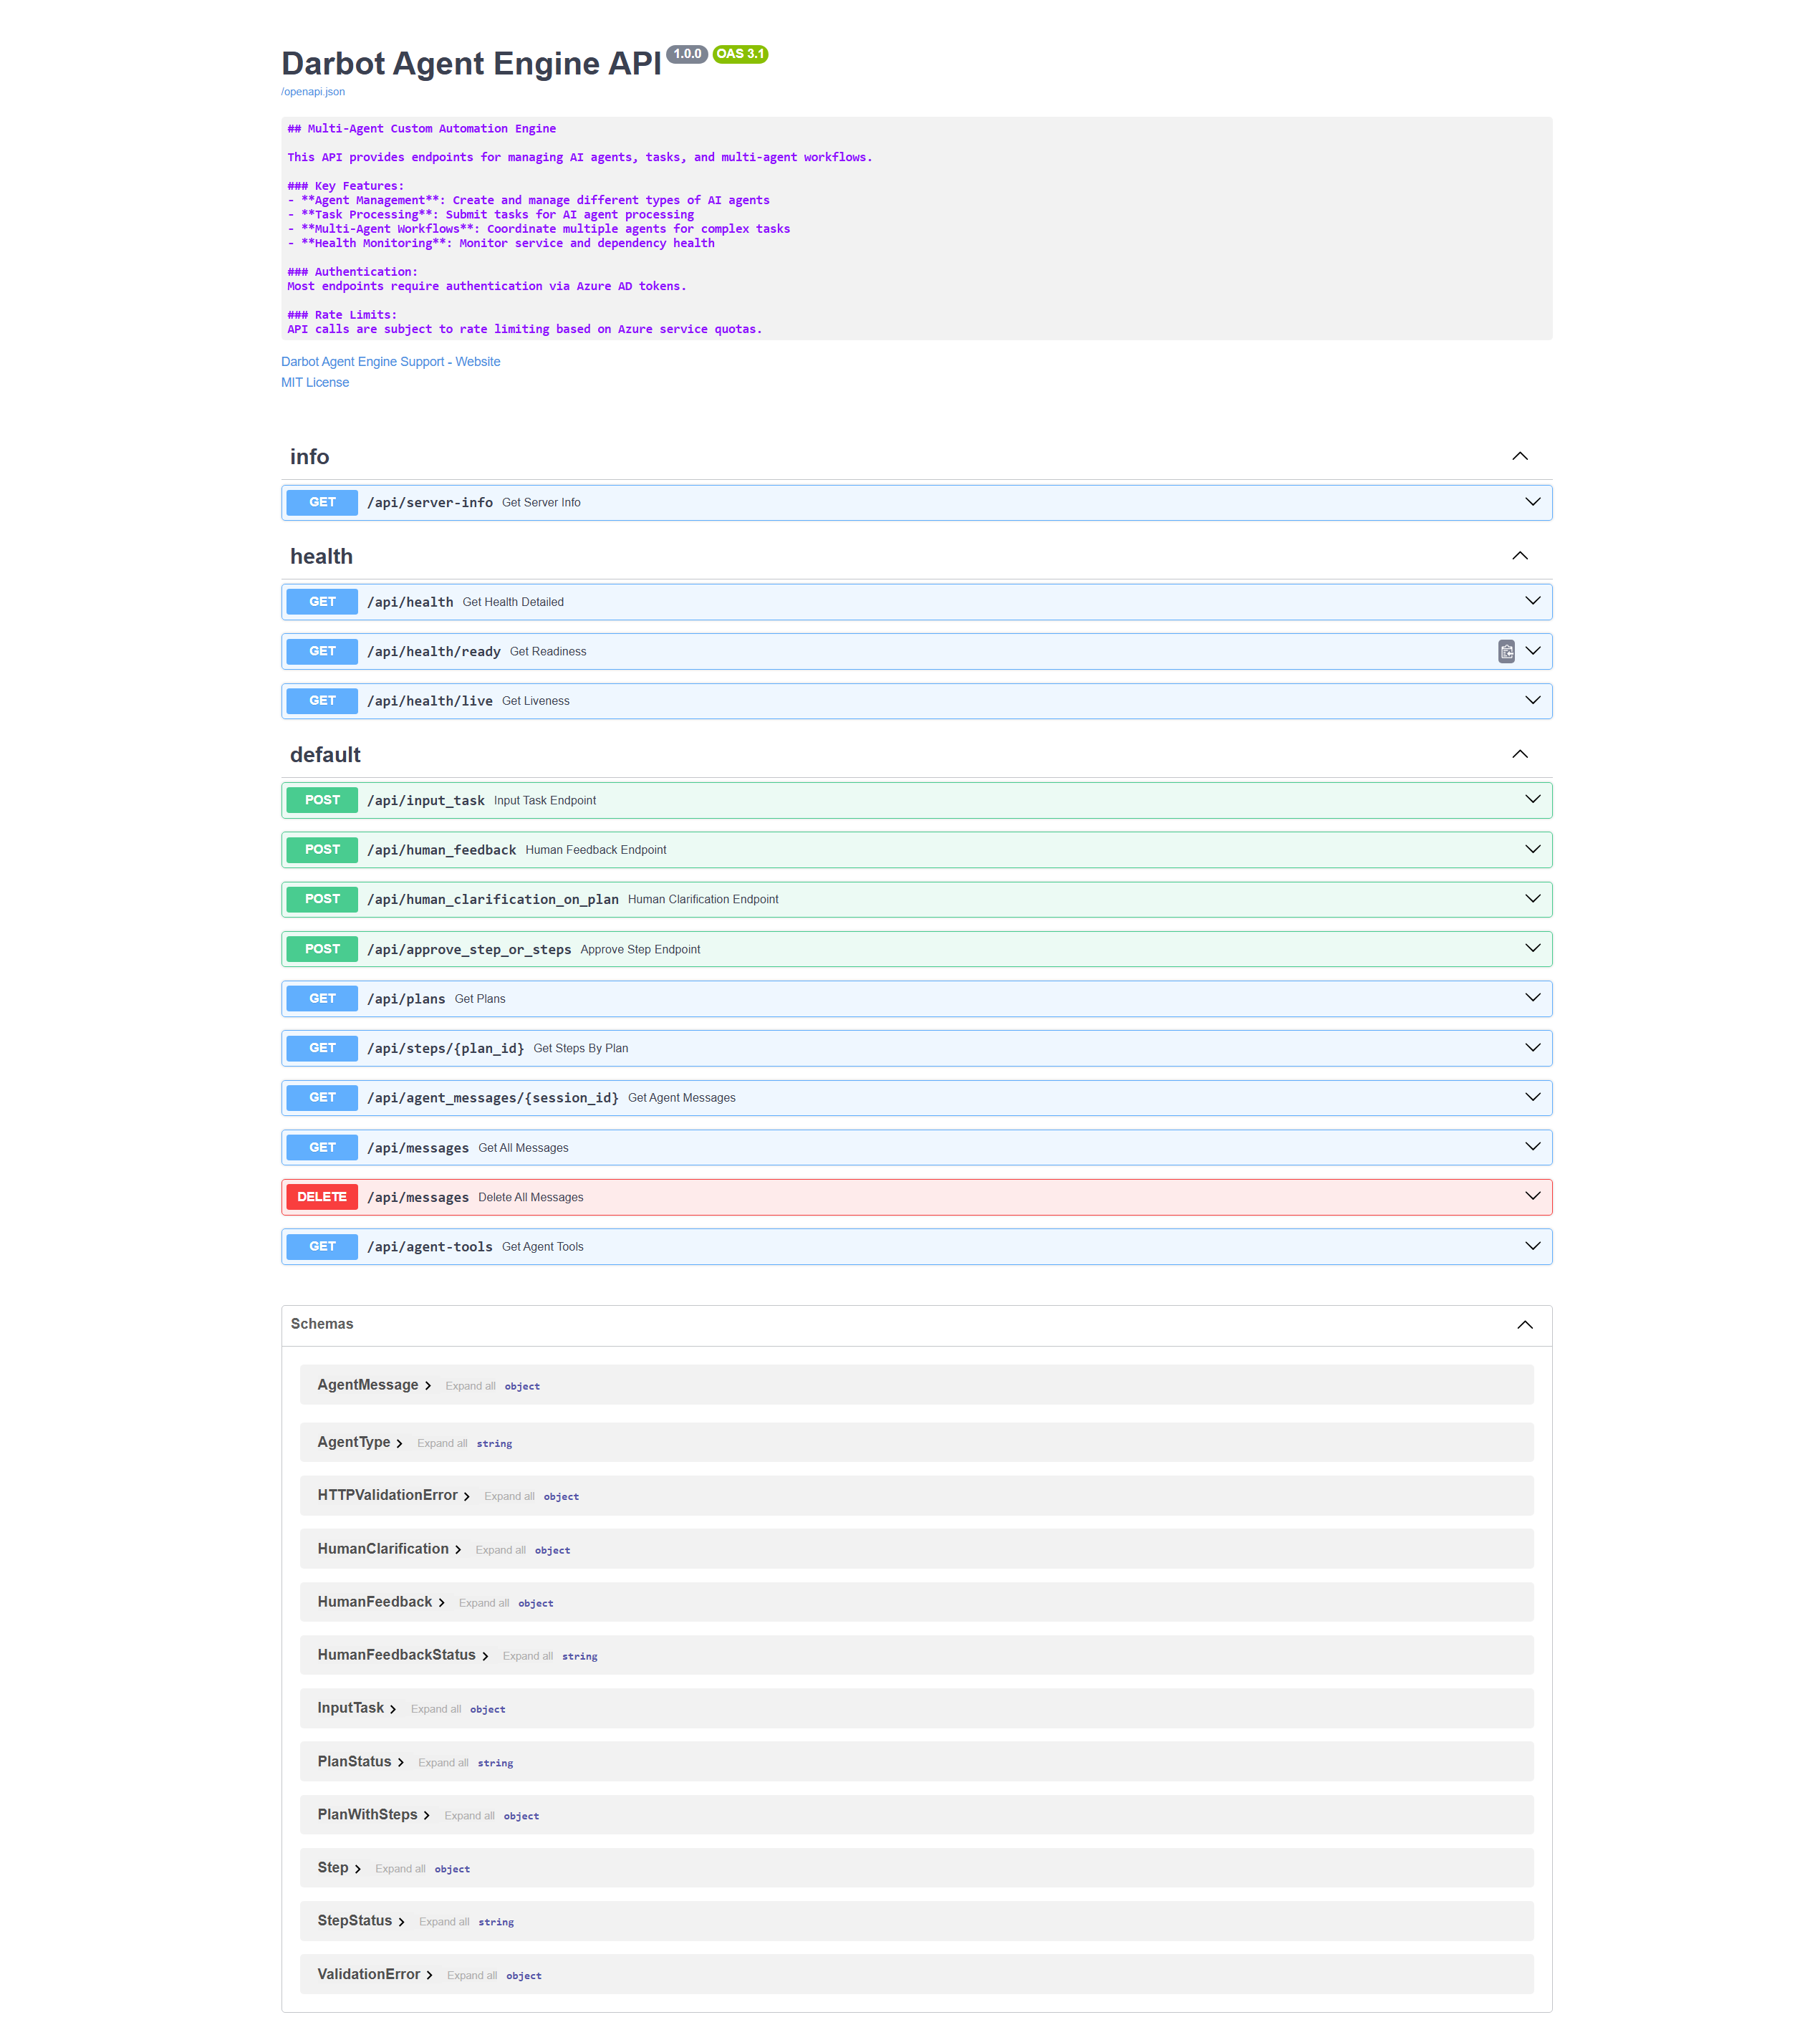 Darbot Agent Engine API 1.0.0 OAS 3.1
/openapi.json
## Multi-Agent Custom Automation Engine
This API provides endpoints for managing AI agents, tasks, and multi-agent workflows.
### Key Features:
- **Agent Management**: Create and manage different types of AI agents
- **Task Processing**: Submit tasks for AI agent processing
- **Multi-Agent Workflows**: Coordinate multiple agents for complex tasks
- **Health Monitoring**: Monitor service and dependency health
### Authentication:
Most endpoints require authentication via Azure AD tokens.
### Rate Limits:
API calls are subject to rate limiting based on Azure service quotas.
Darbot Agent Engine Support - Website
MIT License
info
GET /api/server-info Get Server Info
health
GET /api/health Get Health Detailed
GET /api/health/ready Get Readiness
GET /api/health/live Get Liveness
default
POST /api/input_task Input Task Endpoint
POST /api/human_feedback Human Feedback Endpoint
POST /api/human_clarification_on_plan Human Clarification Endpoint
POST /api/approve_step_or_steps Approve Step Endpoint
GET /api/plans Get Plans
GET /api/steps/{plan_id} Get Steps By Plan
GET /api/agent_messages/{session_id} Get Agent Messages
GET /api/messages Get All Messages
DELETE /api/messages Delete All Messages
GET /api/agent-tools Get Agent Tools
Schemas
AgentMessage Expand all object
AgentType Expand all string
HTTPValidationError Expand all object
HumanClarification Expand all object
HumanFeedback Expand all object
HumanFeedbackStatus Expand all string
InputTask Expand all object
PlanStatus Expand all string
PlanWithSteps Expand all object
Step Expand all object
StepStatus Expand all string
ValidationError Expand all object